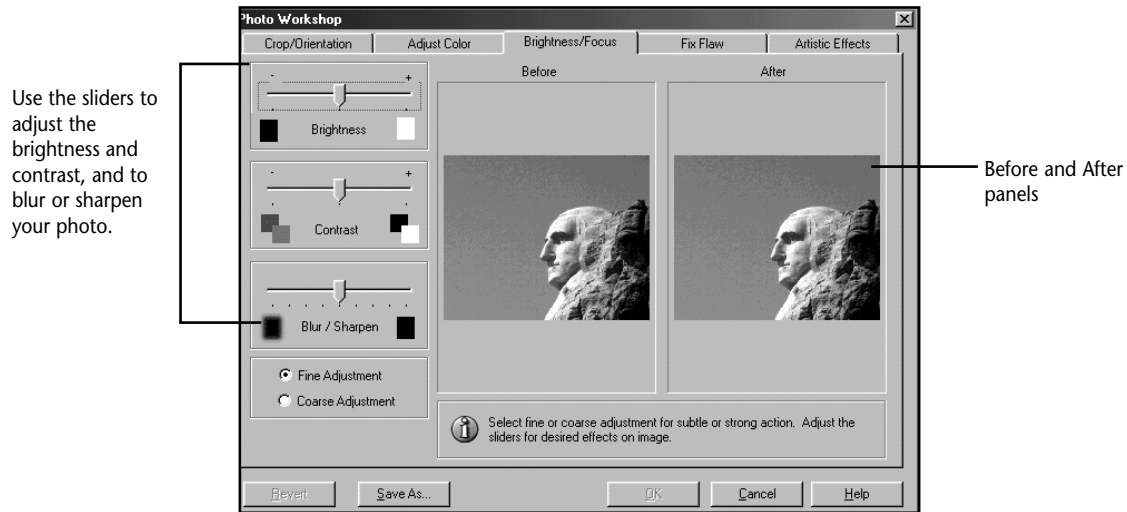 Photo Workshop
Crop/Orientation
Adjust Color
Brightness/Focus
Fix Flaw
Artistic Effects
Use the sliders to
adjust the
brightness and
contrast, and to
blur or sharpen
your photo.
- +
Brightness
- +
Contrast
Blur / Sharpen
Fine Adjustment
Coarse Adjustment
Before
After
Before and After
panels
Select fine or coarse adjustment for subtle or strong action. Adjust the
sliders for desired effects on image.
Revert
Save As...
OK
Cancel
Help